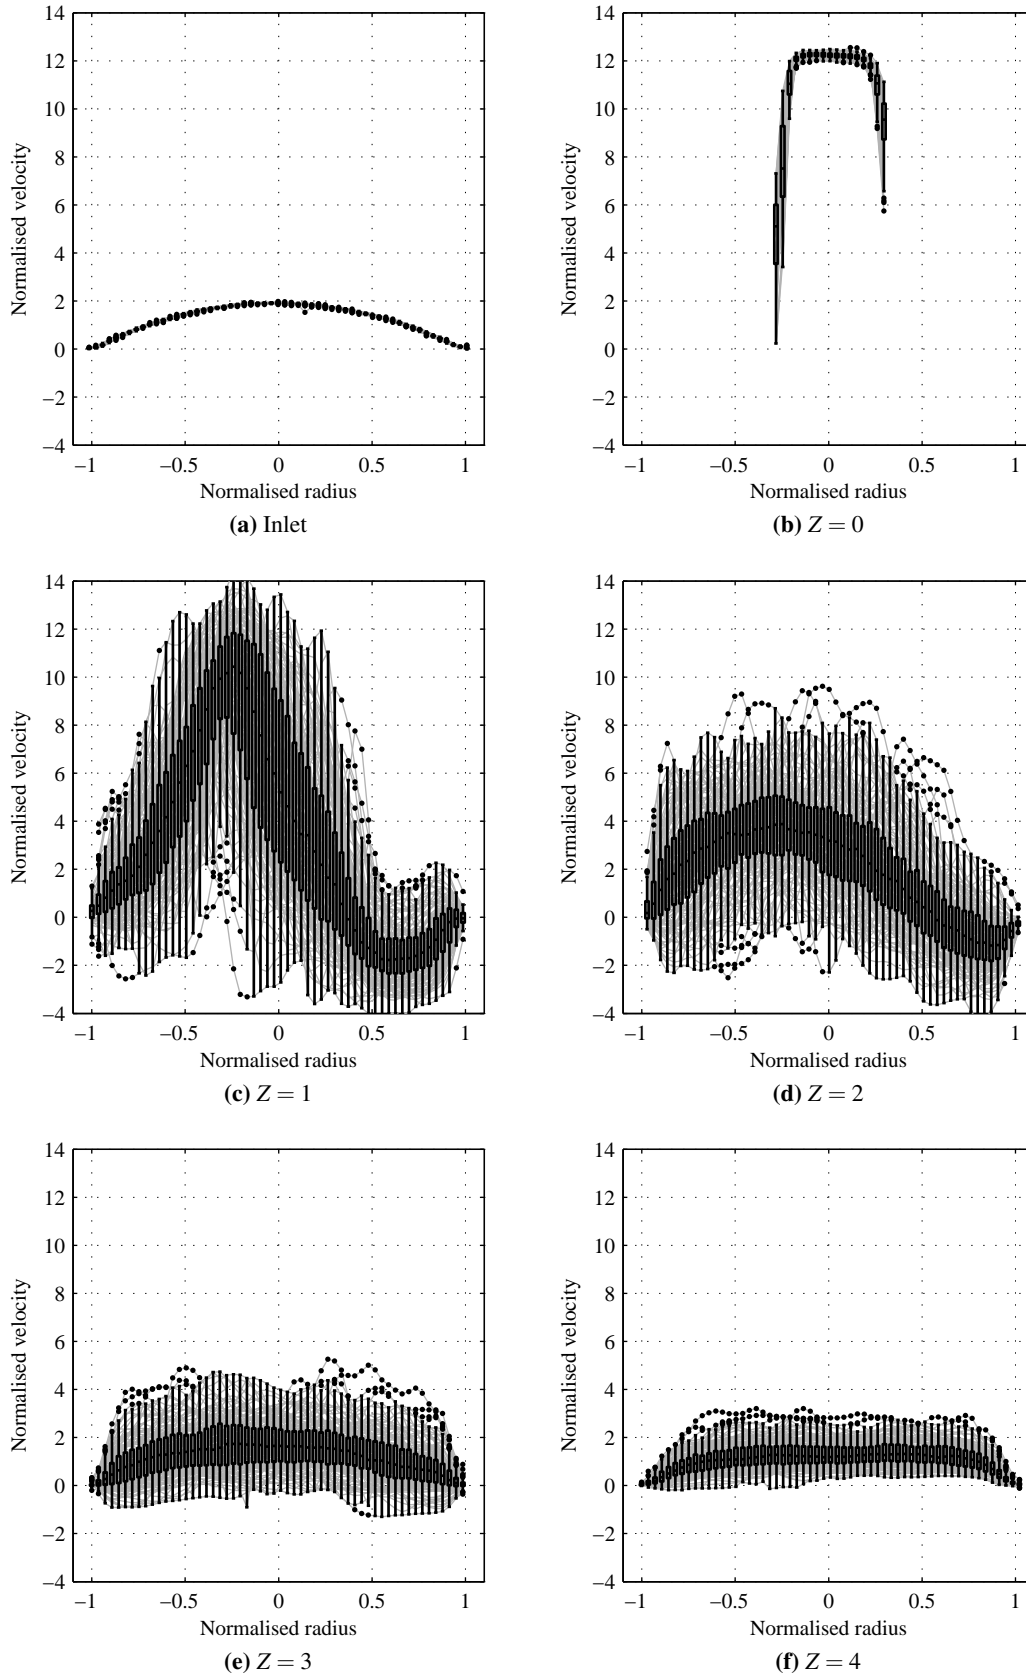 14
12
10
8
6
4
2
0
−2
−4
Normalised velocity
−1 −0.5 0 0.5 1
Normalised radius
(a) Inlet
14
12
10
8
6
4
2
0
−2
−4
Normalised velocity
−1 −0.5 0 0.5 1
Normalised radius
(b) Z = 0
14
12
10
8
6
4
2
0
−2
−4
Normalised velocity
−1 −0.5 0 0.5 1
Normalised radius
(c) Z = 1
14
12
10
8
6
4
2
0
−2
−4
Normalised velocity
−1 −0.5 0 0.5 1
Normalised radius
(d) Z = 2
14
12
10
8
6
4
2
0
−2
−4
Normalised velocity
−1 −0.5 0 0.5 1
Normalised radius
(e) Z = 3
14
12
10
8
6
4
2
0
−2
−4
Normalised velocity
−1 −0.5 0 0.5 1
Normalised radius
(f) Z = 4